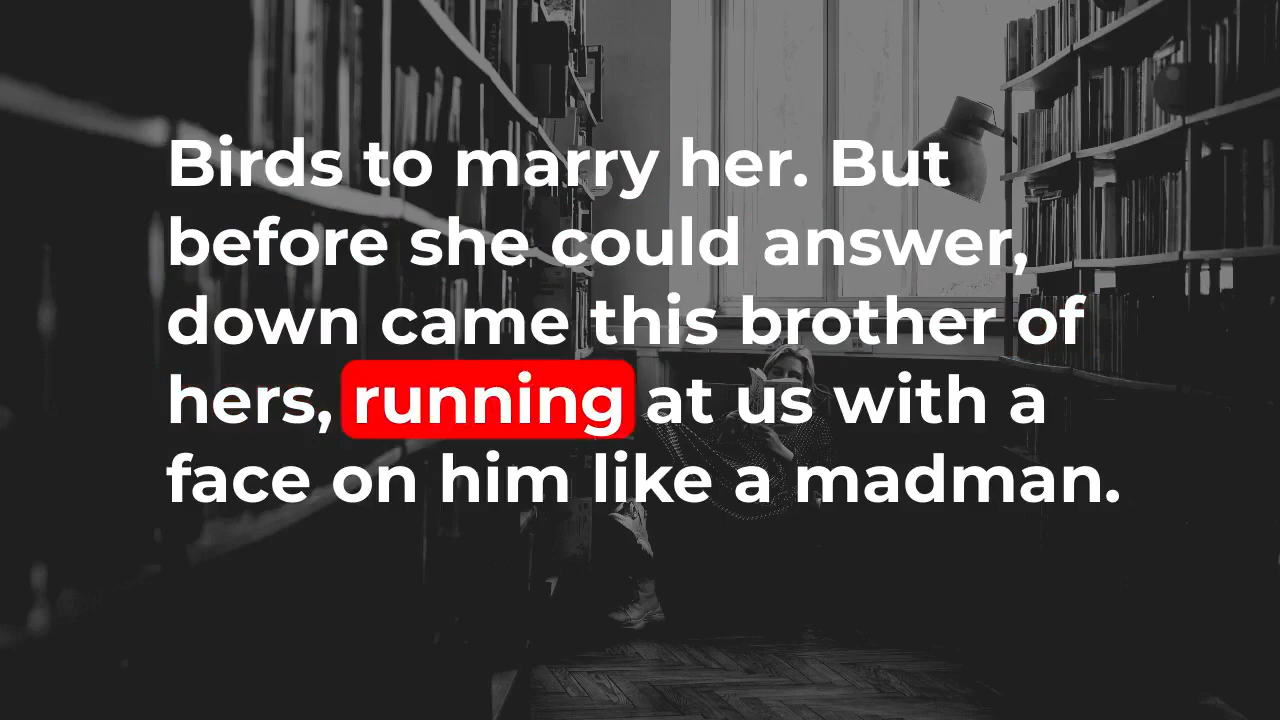 Birds to marry her. But
before she could answer,
down came this brother of
hers, running at us with a
face on him like a madman.